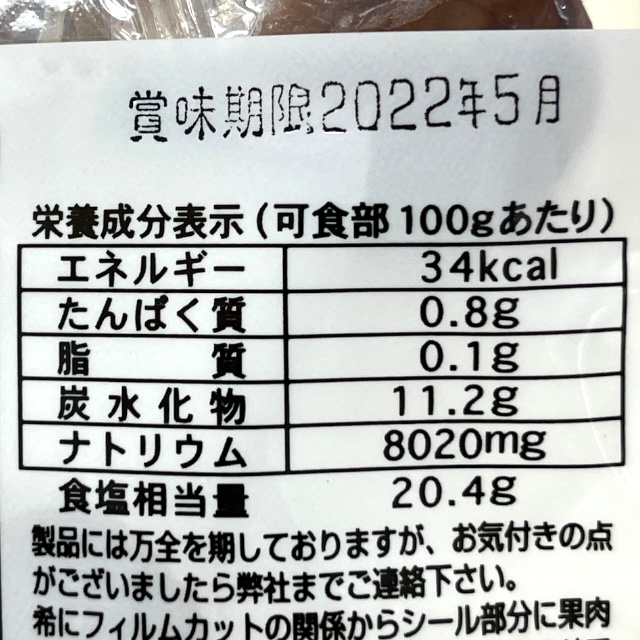 賞味期限2022年5月
栄養成分表示(可食部100gあたり)
エネルギー 34kcal
たんぱく質 0.8g
脂質 0.1g
炭水化物 11.2g
ナトリウム 8020mg
食塩相当量 20.4g
製品には万全を期しておりますが、お気付きの点
がございましたら弊社までご連絡下さい。
希にフィルムカットの関係からシール部分に果肉